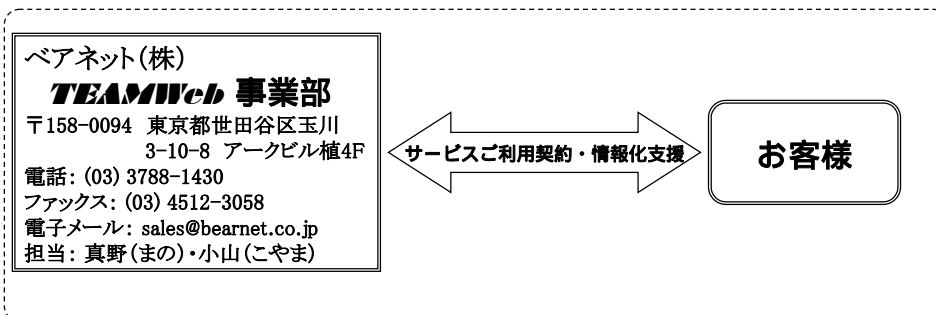 ベアネット(株)
TEAMWeb 事業部
〒158-0094 東京都世田谷区玉川
3-10-8 アークビル植4F
電話: (03) 3788-1430
ファックス: (03) 4512-3058
電子メール: sales@bearnet.co.jp
担当: 真野(まの)・小山(こやま)
サービスご利用契約・情報化支援
お客様